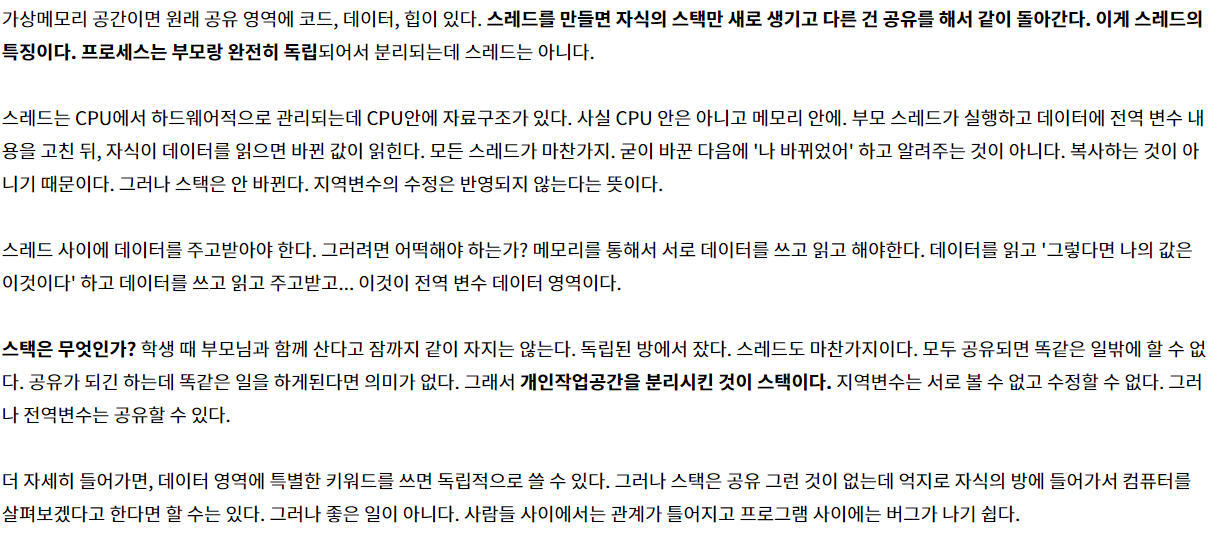 가상메모리 공간이면 원래 공유 영역에 코드, 데이터, 힙이 있다. 스레드를 만들면 자식의 스택만 새로 생기고 다른 건 공유를 해서 같이 돌아간다. 이게 스레드의
특징이다. 프로세스는 부모랑 완전히 독립되어서 분리되는데 스레드는 아니다.
스레드는 CPU에서 하드웨어적으로 관리되는데 CPU안에 자료구조가 있다. 사실 CPU 안은 아니고 메모리 안에. 부모 스레드가 실행하고 데이터에 전역 변수 내
용을 고친 뒤, 자식이 데이터를 읽으면 바뀐 값이 읽힌다. 모든 스레드가 마찬가지. 굳이 바꾼 다음에 '나 바뀌었어' 하고 알려주는 것이 아니다. 복사하는 것이 아
니기 때문이다. 그러나 스택은 안 바뀐다. 지역변수의 수정은 반영되지 않는다는 뜻이다.
스레드 사이에 데이터를 주고받아야 한다. 그러려면 어떡해야 하는가? 메모리를 통해서 서로 데이터를 쓰고 읽고 해야한다. 데이터를 읽고 '그렇다면 나의 값은
이것이다' 하고 데이터를 쓰고 읽고 주고받고... 이것이 전역 변수 데이터 영역이다.
스택은 무엇인가? 학생 때 부모님과 함께 산다고 잠까지 같이 자지는 않는다. 독립된 방에서 잤다. 스레드도 마찬가지이다. 모두 공유되면 똑같은 일밖에 할 수 없
다. 공유가 되긴 하는데 똑같은 일을 하게된다면 의미가 없다. 그래서 개인작업공간을 분리시킨 것이 스택이다. 지역변수는 서로 볼 수 없고 수정할 수 없다. 그러
나 전역변수는 공유할 수 있다.
더 자세히 들어가면, 데이터 영역에 특별한 키워드를 쓰면 독립적으로 쓸 수 있다. 그러나 스택은 공유 그런 것이 없는데 억지로 자식의 방에 들어가서 컴퓨터를
살펴보겠다고 한다면 할 수는 있다. 그러나 좋은 일이 아니다. 사람들 사이에서는 관계가 틀어지고 프로그램 사이에는 버그가 나기 쉽다.